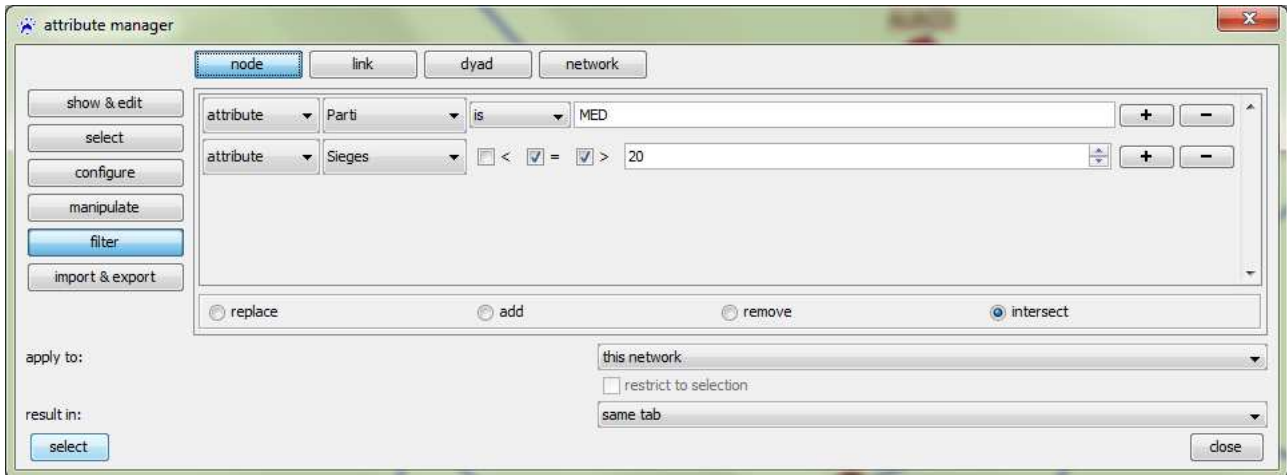 attribute manager
node link dyad network
show & edit
select
configure
manipulate
filter
import & export
attribute Parti is MED + −
attribute Sieges < = > 20 + −
replace add remove intersect
apply to: this network
restrict to selection
result in: same tab
select close